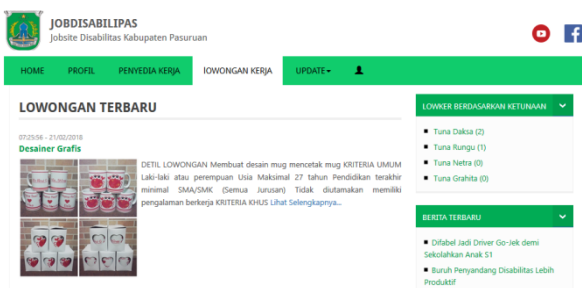 JOBDISABILIPAS
Jobsite Disabilitas Kabupaten Pasuruan
HOME PROFIL PENYEDIA KERJA lOWONGAN KERJA UPDATE
LOWONGAN TERBARU
07:25:56 - 21/02/2018
Desainer Grafis
DETIL LOWONGAN Membuat desain mug mencetak mug KRITERIA UMUM
Laki-laki atau perempuan Usia Maksimal 27 tahun Pendidikan terakhir
minimal SMA/SMK (Semua Jurusan) Tidak diutamakan memiliki
pengalaman berkerja KRITERIA KHUS Lihat Selengkapnya...
LOWKER BERDASARKAN KETUNAAN
Tuna Daksa (2)
Tuna Rungu (1)
Tuna Netra (0)
Tuna Grahita (0)
BERITA TERBARU
Difabel Jadi Driver Go-Jek demi
Sekolahkan Anak S1
Buruh Penyandang Disabilitas Lebih
Produktif